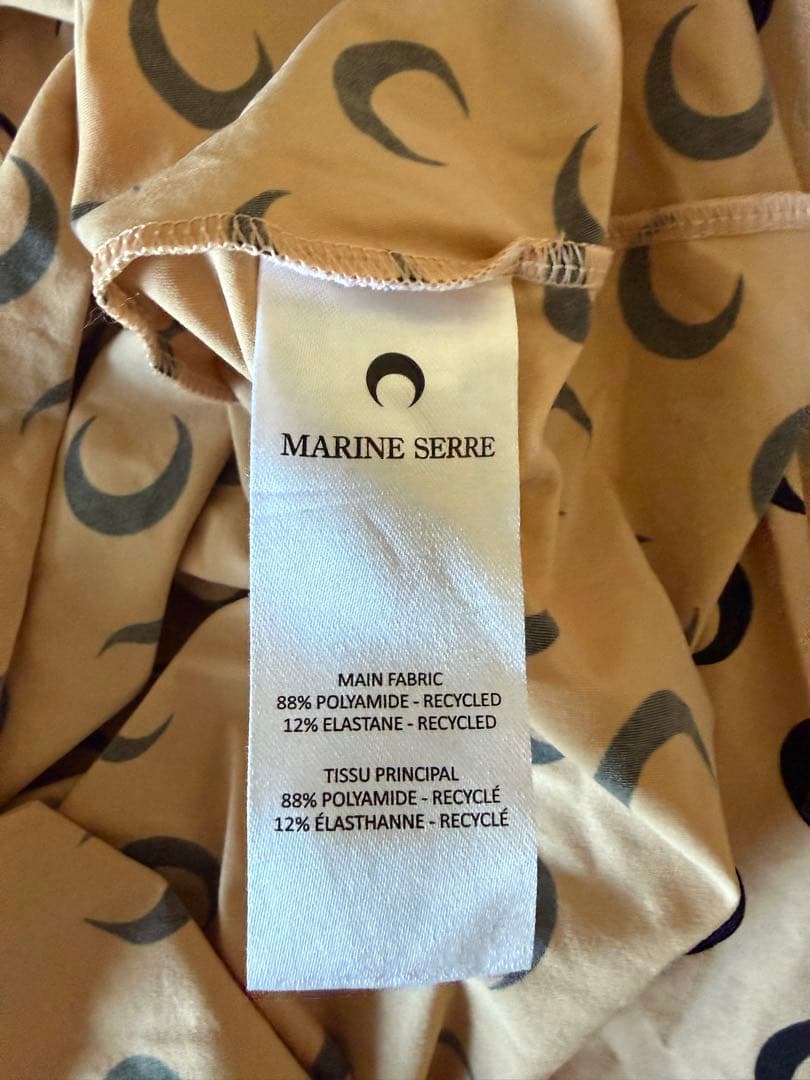 MARINE SERRE
MAIN FABRIC
88% POLYAMIDE - RECYCLED
12% ELASTANE - RECYCLED
TISSU PRINCIPAL
88% POLYAMIDE - RECYCLÉ
12% ÉLASTHANNE - RECYCLÉ